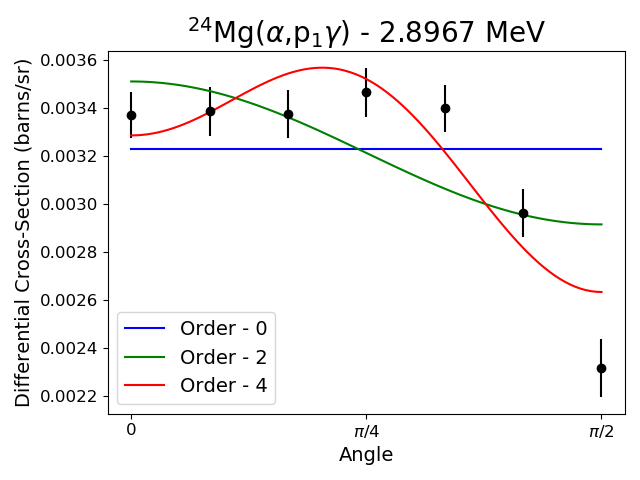 ²⁴Mg(α,p₁γ) - 2.8967 MeV
Differential Cross-Section (barns/sr)
0.0036
0.0034
0.0032
0.0030
0.0028
0.0026
0.0024
0.0022
Order - 0
Order - 2
Order - 4
0
π/4
π/2
Angle